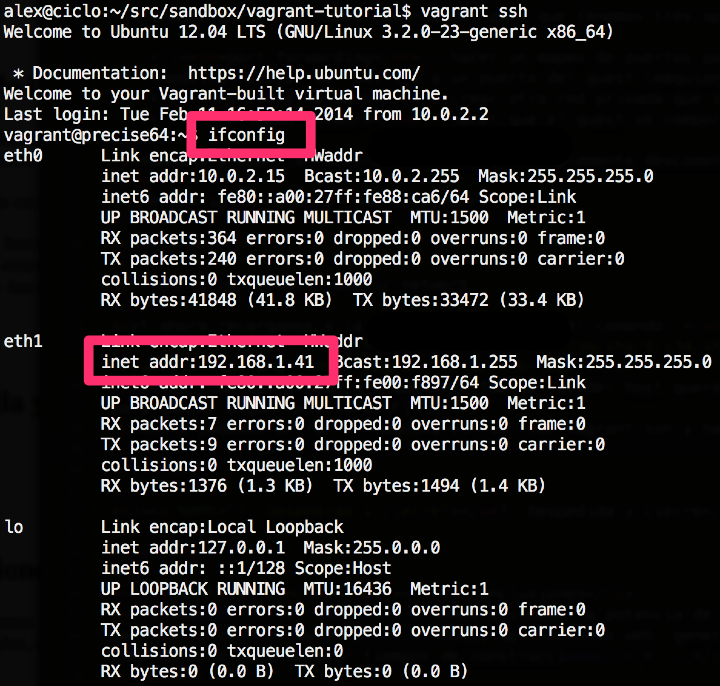 alex@ciclo:~/src/sandbox/vagrant-tutorial$ vagrant ssh
Welcome to Ubuntu 12.04 LTS (GNU/Linux 3.2.0-23-generic x86_64)
* Documentation:  https://help.ubuntu.com/
Welcome to your Vagrant-built virtual machine.
Last login: Tue Feb 11 2014 from 10.0.2.2
vagrant@precise64:~ ifconfig
eth0 Link encap:Ethernet HWaddr
inet addr:10.0.2.15  Bcast:10.0.2.255  Mask:255.255.255.0
inet6 addr: fe80::a00:27ff:fe88:ca6/64 Scope:Link
UP BROADCAST RUNNING MULTICAST  MTU:1500  Metric:1
RX packets:364 errors:0 dropped:0 overruns:0 frame:0
TX packets:240 errors:0 dropped:0 overruns:0 carrier:0
collisions:0 txqueuelen:1000
RX bytes:41848 (41.8 KB)  TX bytes:33472 (33.4 KB)
eth1 Link encap:Ethernet HWaddr
inet addr:192.168.1.41 Bcast:192.168.1.255  Mask:255.255.255.0
inet6 Scope:Link
UP BROADCAST RUNNING MULTICAST  MTU:1500  Metric:1
RX packets:7 errors:0 dropped:0 overruns:0 frame:0
TX packets:9 errors:0 dropped:0 overruns:0 carrier:0
collisions:0 txqueuelen:1000
RX bytes:1376 (1.3 KB)  TX bytes:1494 (1.4 KB)
lo Link encap:Local Loopback
inet addr:127.0.0.1  Mask:255.0.0.0
inet6 addr: ::1/128 Scope:Host
UP LOOPBACK RUNNING  MTU:16436  Metric:1
RX packets:0 errors:0 dropped:0 overruns:0 frame:0
TX packets:0 errors:0 dropped:0 overruns:0 carrier:0
collisions:0 txqueuelen:0
RX bytes:0 (0.0 B)  TX bytes:0 (0.0 B)